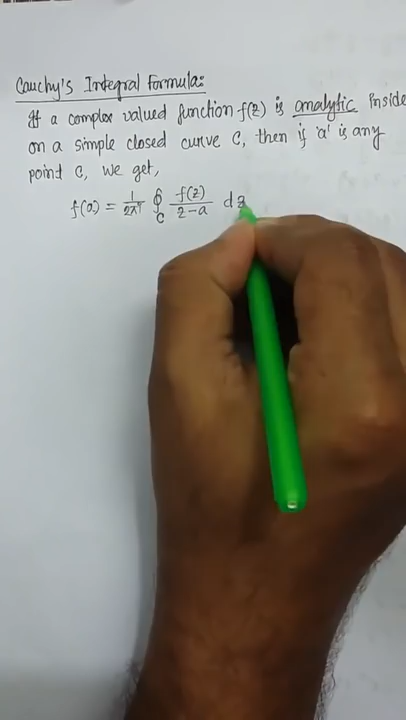 Cauchy's Integral Formula:
If a complex valued function f(z) is analytic inside
on a simple closed curve C, then if 'a' is any
point C, We get,
f(a) = 1/2πi ∮_C f(z)/z-a dz